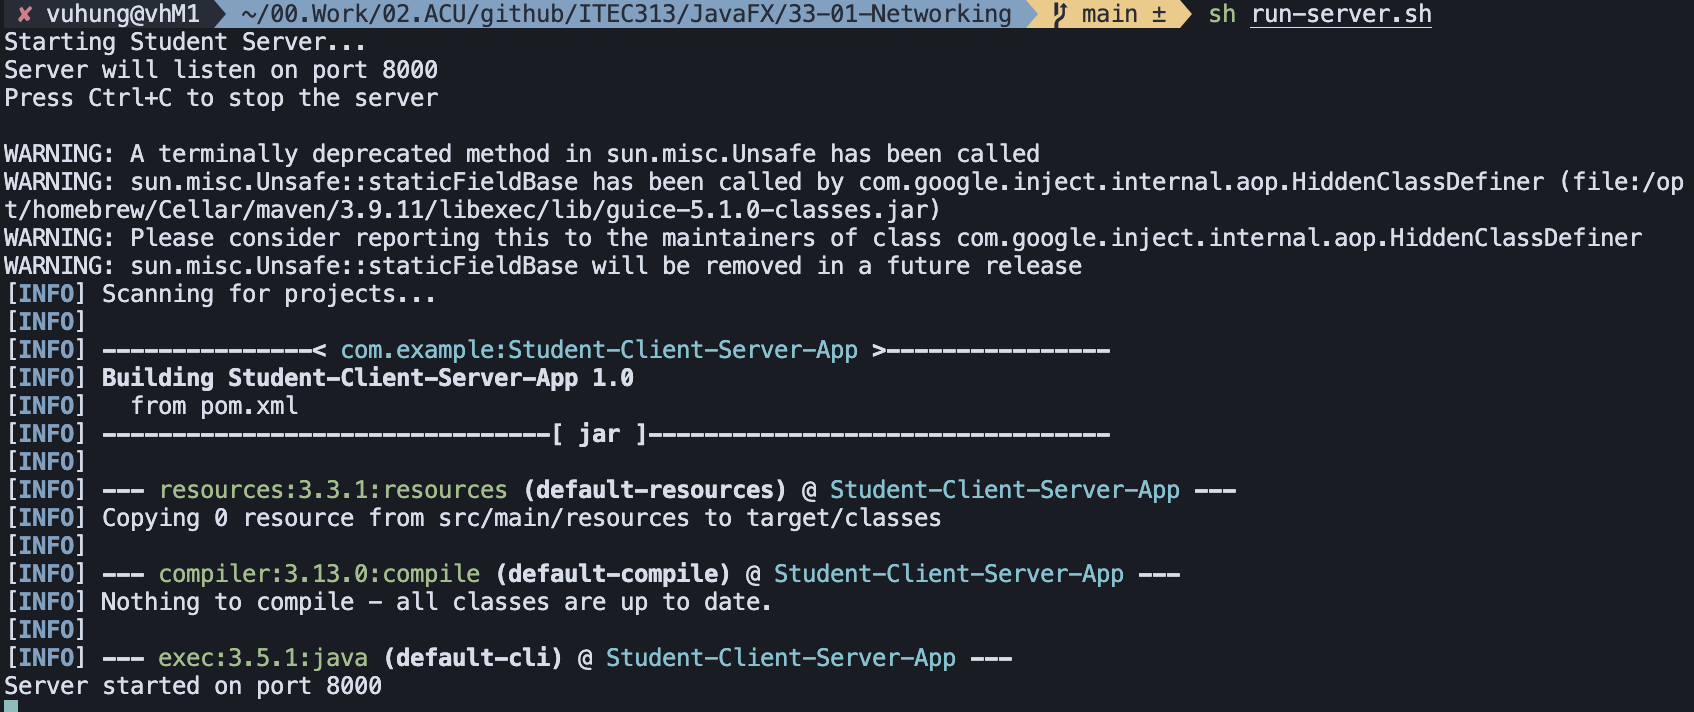 ✘ vuhung@vhM1 ~/00.Work/02.ACU/github/ITEC313/JavaFX/33-01-Networking main ± sh run-server.sh
Starting Student Server...
Server will listen on port 8000
Press Ctrl+C to stop the server
WARNING: A terminally deprecated method in sun.misc.Unsafe has been called
WARNING: sun.misc.Unsafe::staticFieldBase has been called by com.google.inject.internal.aop.HiddenClassDefiner (file:/op
t/homebrew/Cellar/maven/3.9.11/libexec/lib/guice-5.1.0-classes.jar)
WARNING: Please consider reporting this to the maintainers of class com.google.inject.internal.aop.HiddenClassDefiner
WARNING: sun.misc.Unsafe::staticFieldBase will be removed in a future release
[INFO] Scanning for projects...
[INFO]
[INFO] ---------------< com.example:Student-Client-Server-App >----------------
[INFO] Building Student-Client-Server-App 1.0
[INFO]   from pom.xml
[INFO] --------------------------------[ jar ]---------------------------------
[INFO]
[INFO] --- resources:3.3.1:resources (default-resources) @ Student-Client-Server-App ---
[INFO] Copying 0 resource from src/main/resources to target/classes
[INFO]
[INFO] --- compiler:3.13.0:compile (default-compile) @ Student-Client-Server-App ---
[INFO] Nothing to compile - all classes are up to date.
[INFO]
[INFO] --- exec:3.5.1:java (default-cli) @ Student-Client-Server-App ---
Server started on port 8000